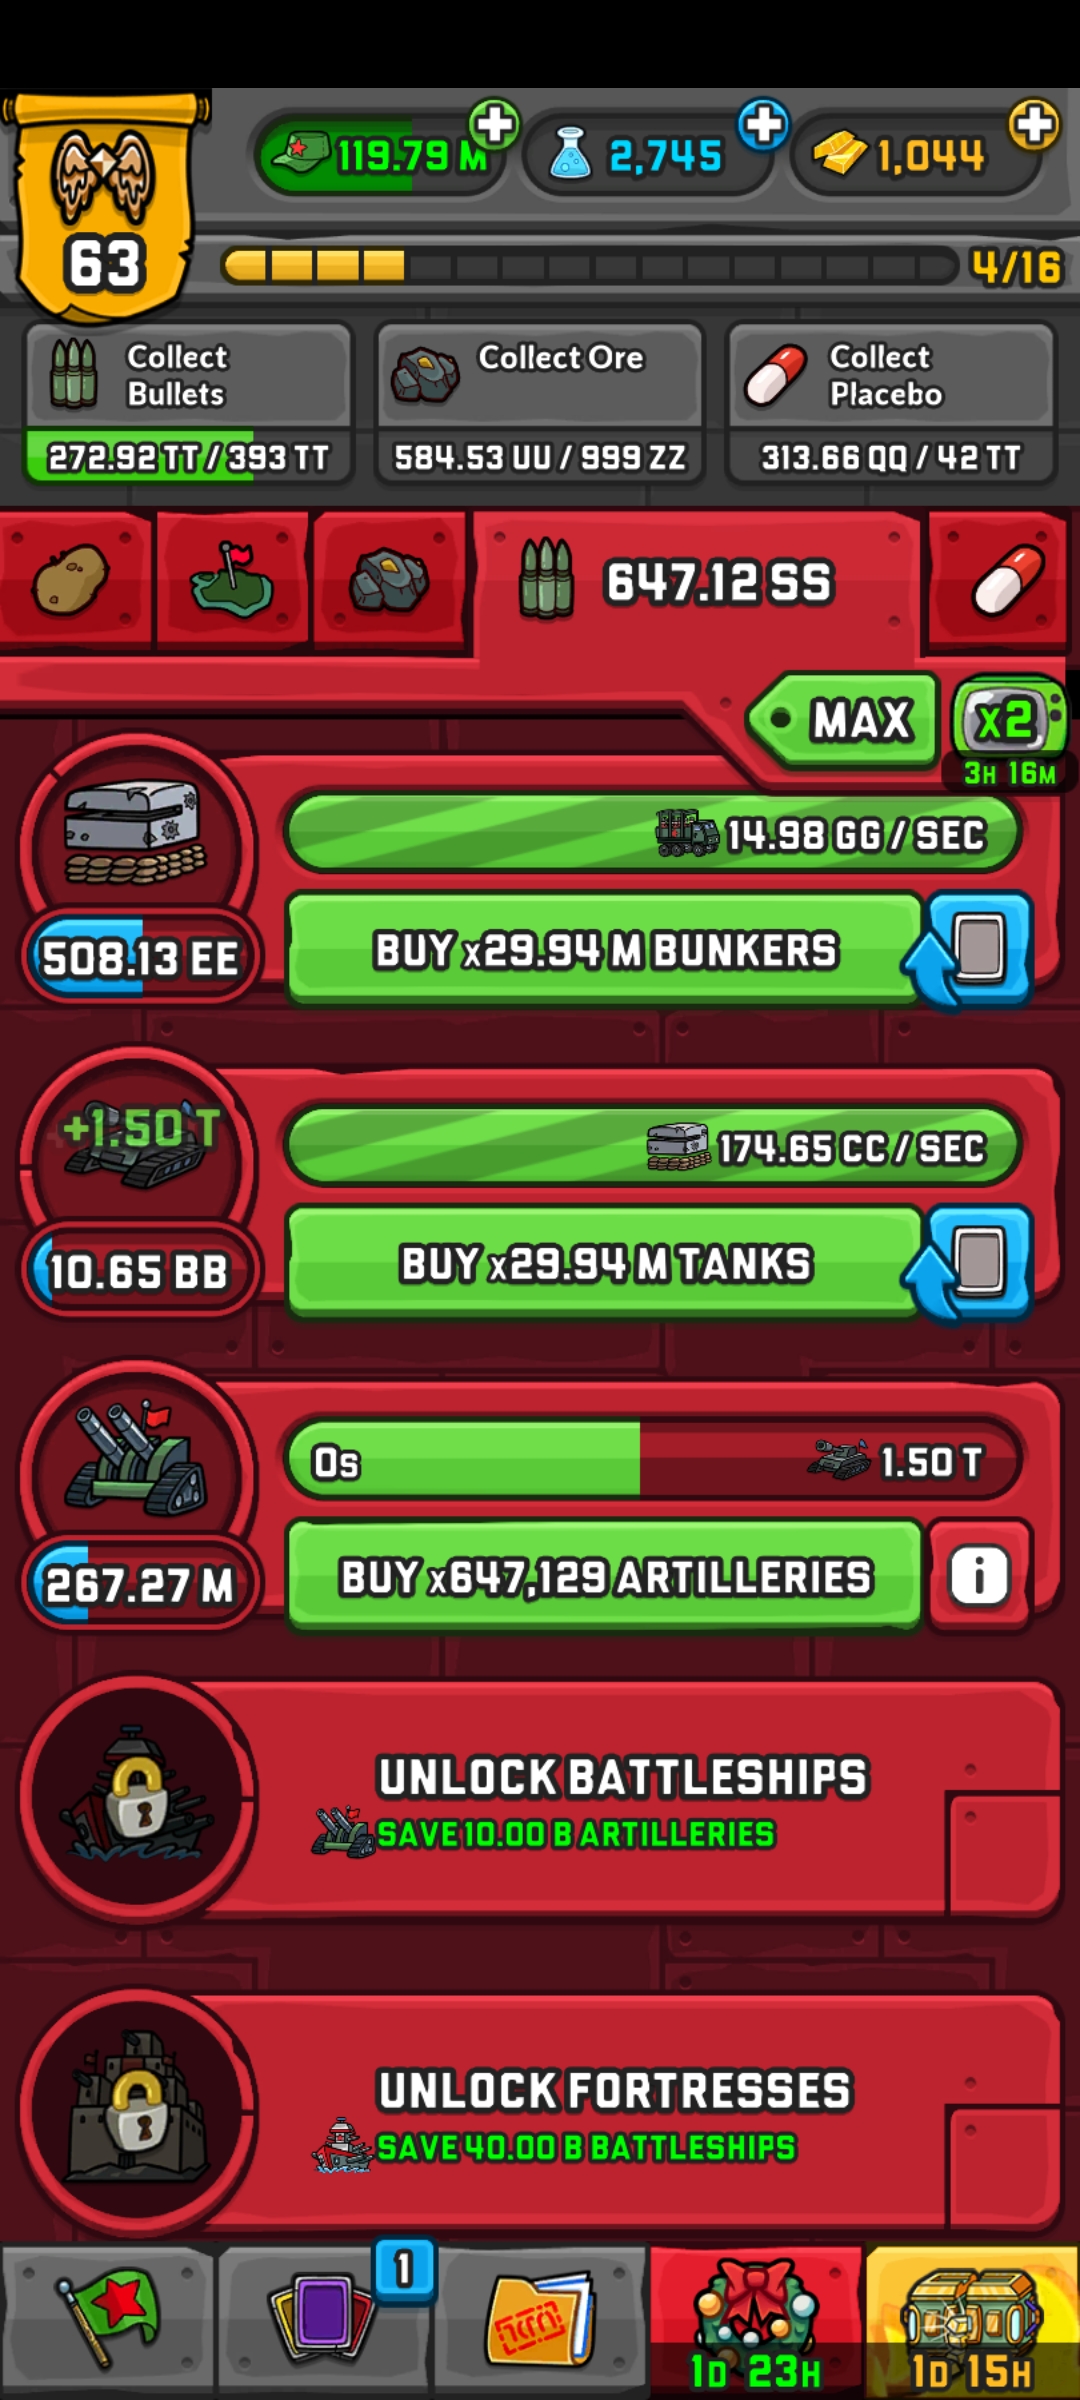 119.79 M
2,745
1,044
63
4/16
Collect
Bullets
272.92 TT / 393 TT
Collect Ore
584.53 UU / 999 ZZ
Collect
Placebo
313.66 QQ / 42 TT
647.12 SS
MAX
x2
3H 16M
14.98 GG / SEC
508.13 EE
BUY x29.94 M BUNKERS
+1.50 T
174.65 CC / SEC
10.65 BB
BUY x29.94 M TANKS
0s
1.50 T
267.27 M
BUY x647,129 ARTILLERIES
i
UNLOCK BATTLESHIPS
SAVE 10.00 B ARTILLERIES
UNLOCK FORTRESSES
SAVE 40.00 B BATTLESHIPS
1
1D 23H
1D 15H